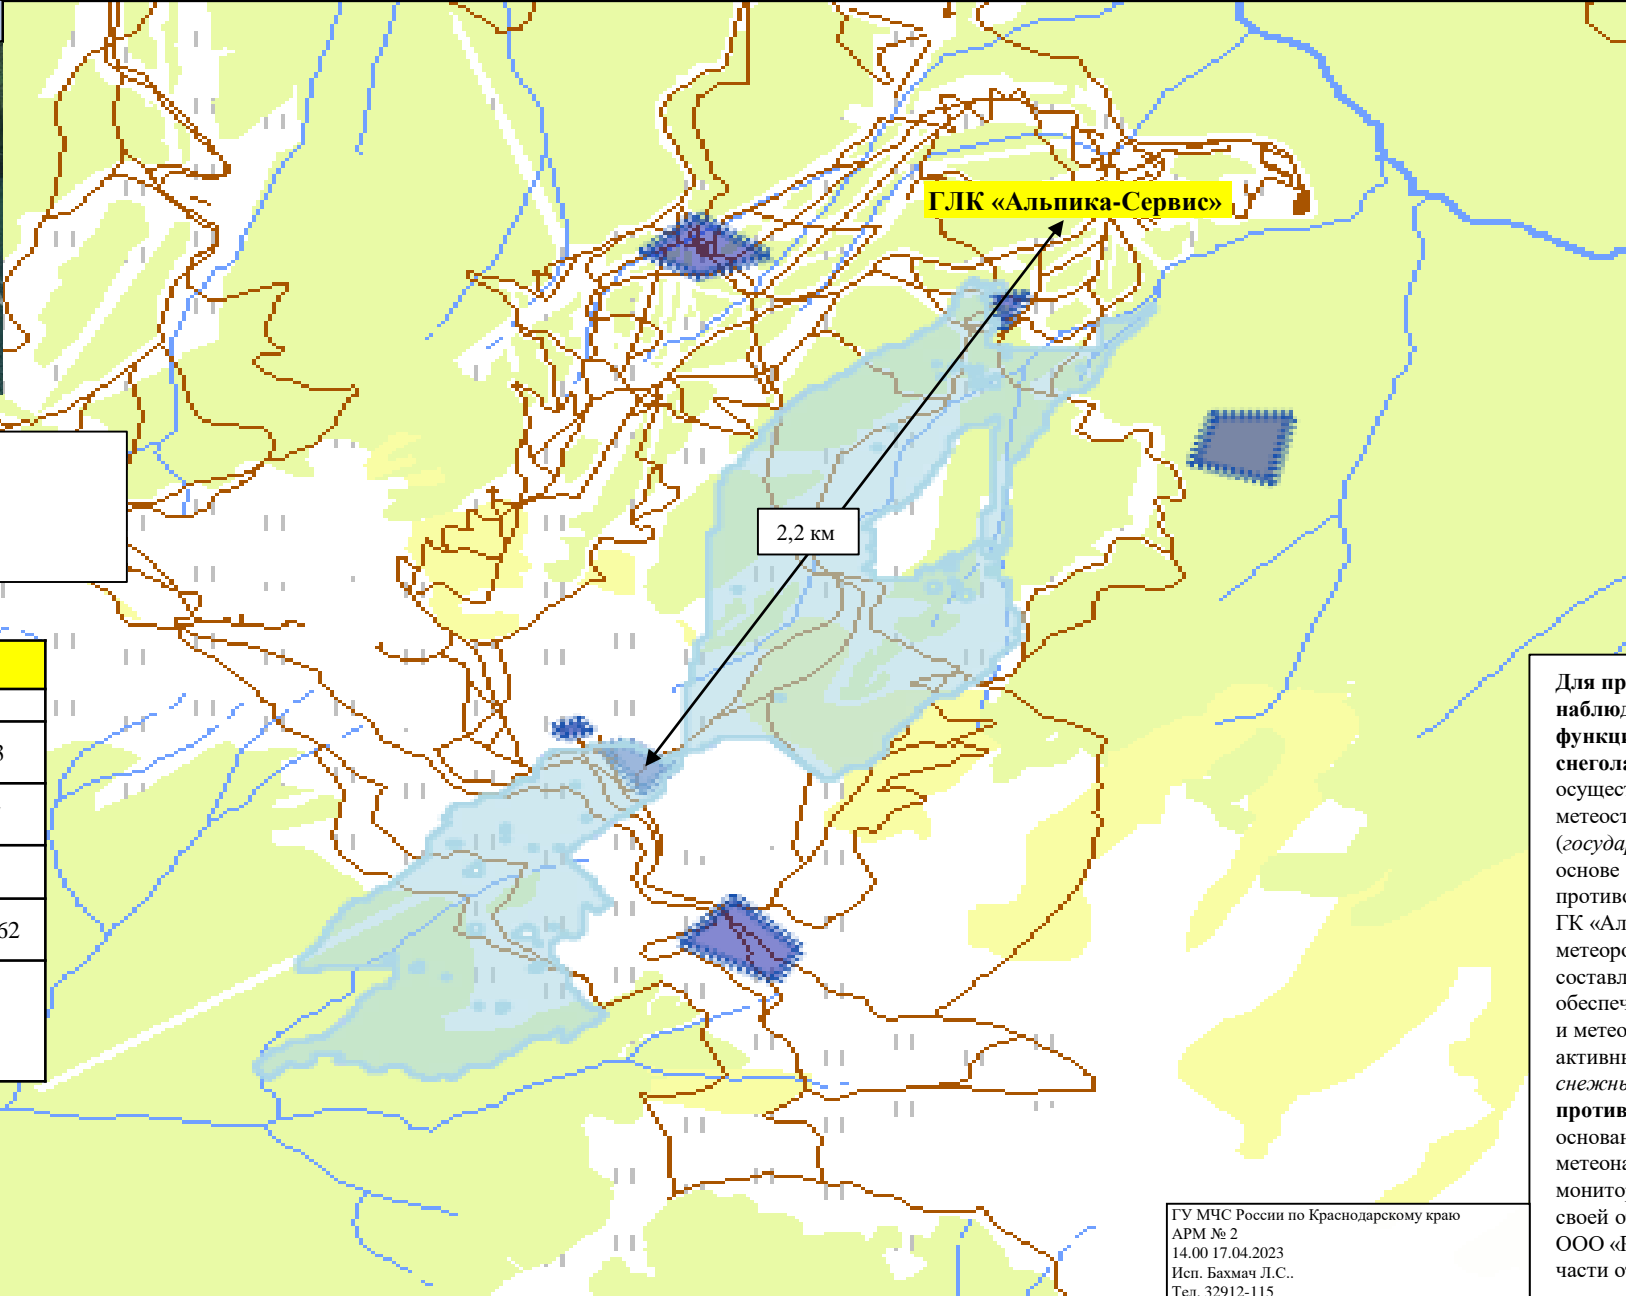 ГЛК «Альпика-Сервис»
2,2 км
3
62
Для пр
наблюд
функци
снегола
осущест
метеост
(госуда
основе
противо
ГК «Ал
метеоро
составл
обеспеч
и метео
активн
снежны
против
основан
метеона
монитор
своей о
ООО «
части о
ГУ МЧС России по Краснодарскому краю
АРМ № 2
14.00 17.04.2023
Исп. Бахмач Л.С..
Тел. 32912-115